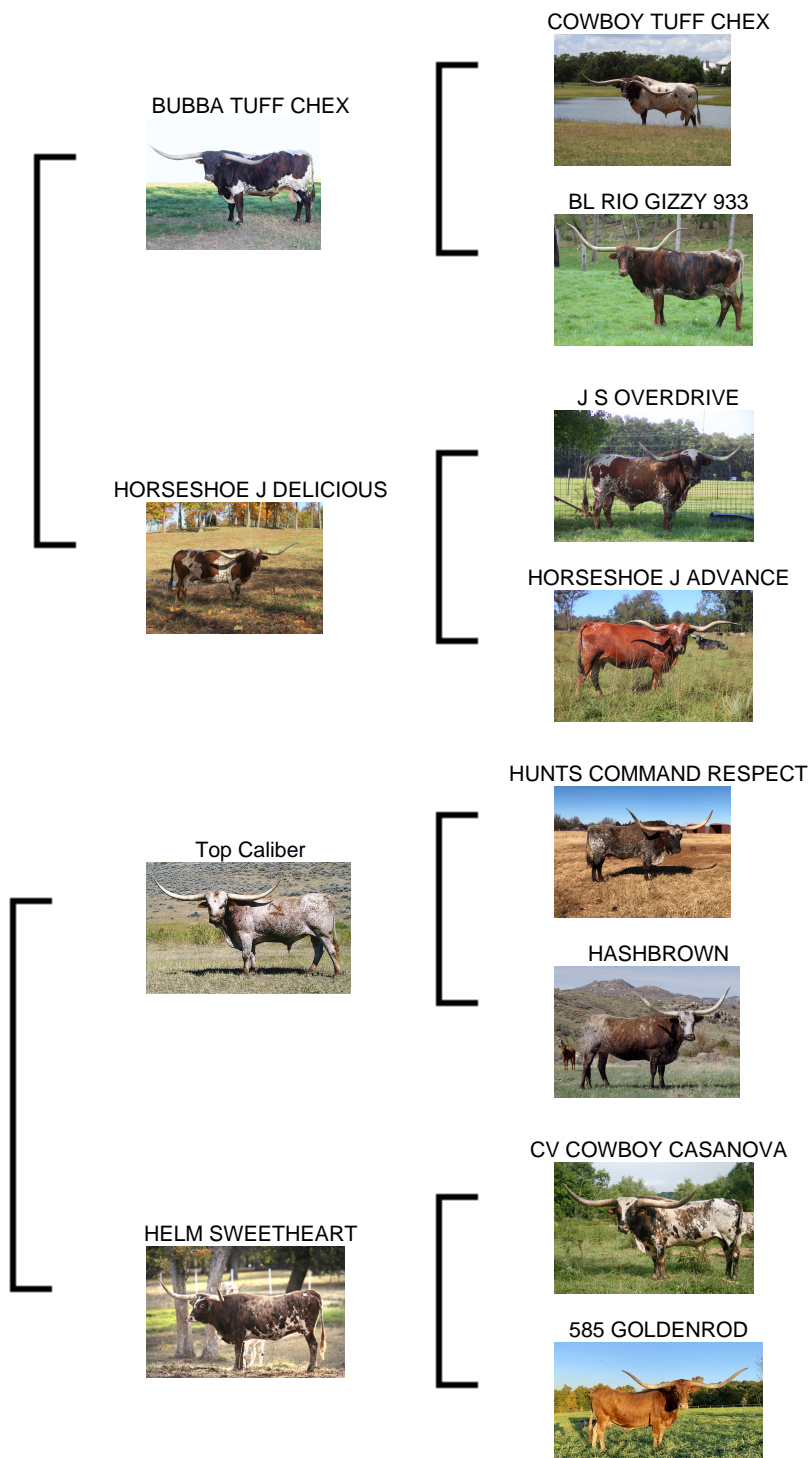 COWBOY TUFF CHEX
BUBBA TUFF CHEX
BL RIO GIZZY 933
J S OVERDRIVE
HORSESHOE J DELICIOUS
HORSESHOE J ADVANCE
HUNTS COMMAND RESPECT
Top Caliber
HASHBROWN
CV COWBOY CASANOVA
HELM SWEETHEART
585 GOLDENROD